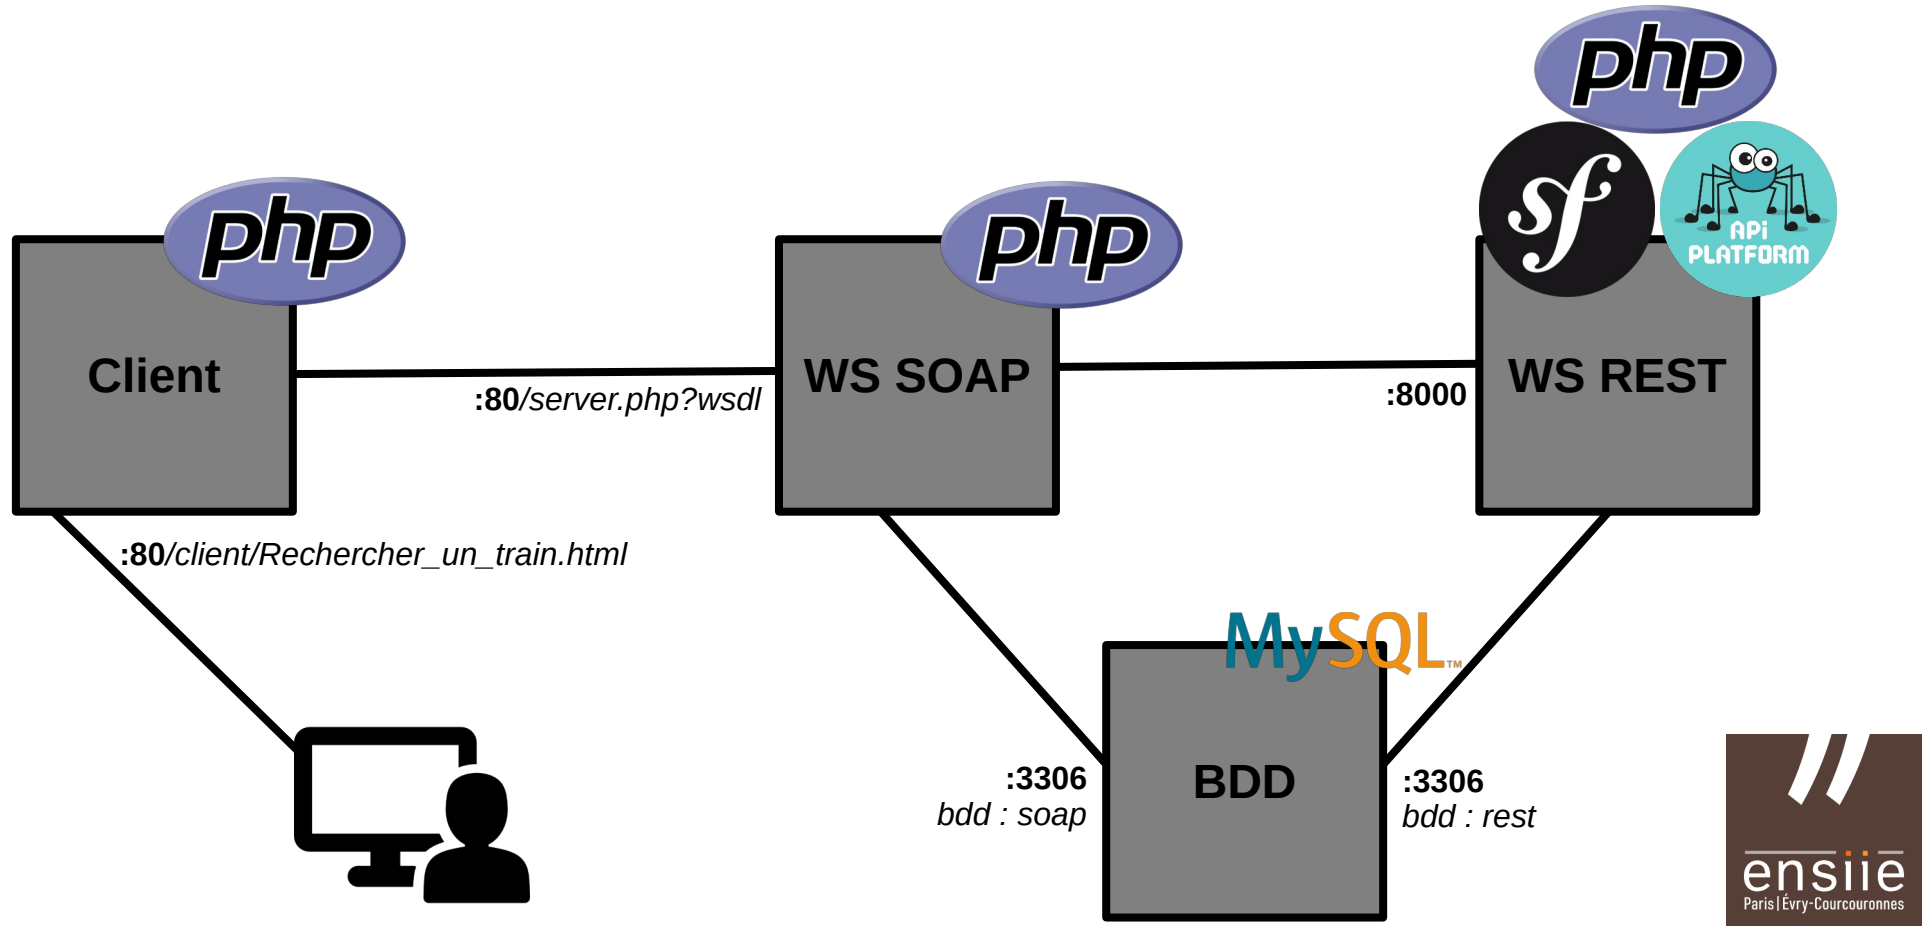 php
API
PLATFORM
php
php
Client
WS SOAP
WS REST
:80/server.php?wsdl
:8000
:80/client/Rechercher_un_train.html
MySQL™
BDD
:3306
bdd : soap
:3306
bdd : rest
ensiie
Paris | Évry-Courcouronnes